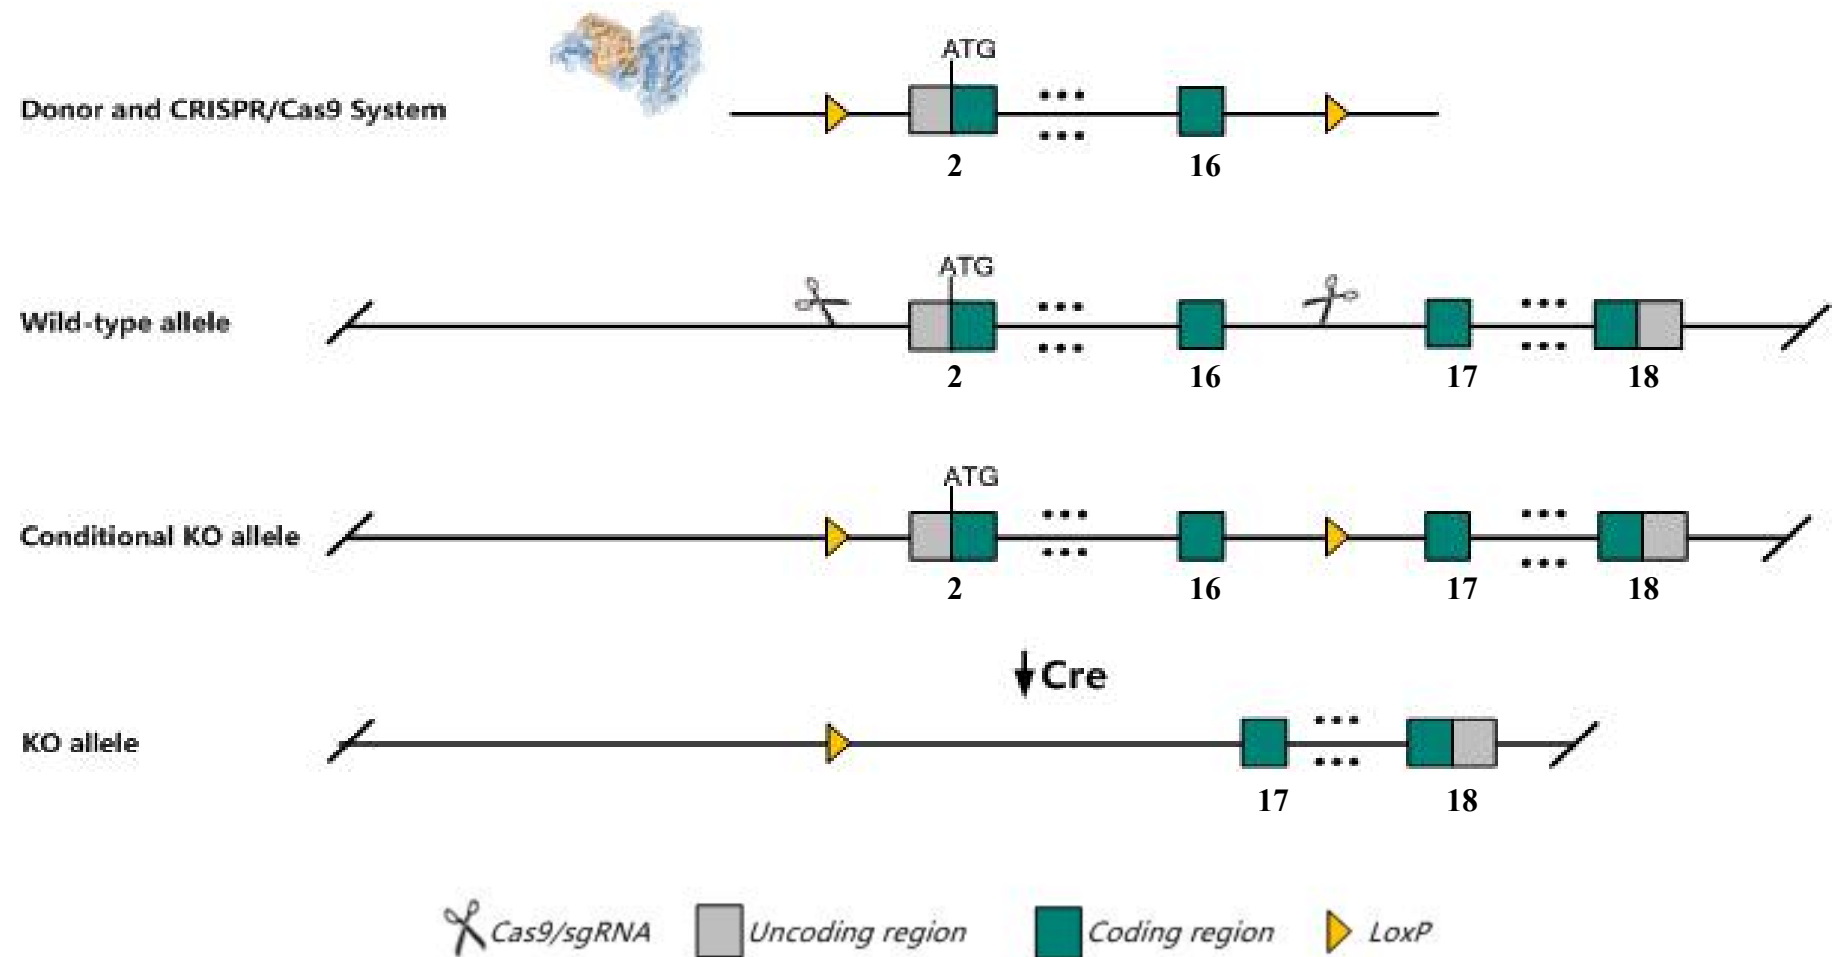 ATG
Donor and CRISPR/Cas9 System
2 16
ATG
Wild-type allele
2 16 17 18
ATG
Conditional KO allele
2 16 17 18
Cre
KO allele
17 18
Cas9/sgRNA Uncoding region Coding region LoxP